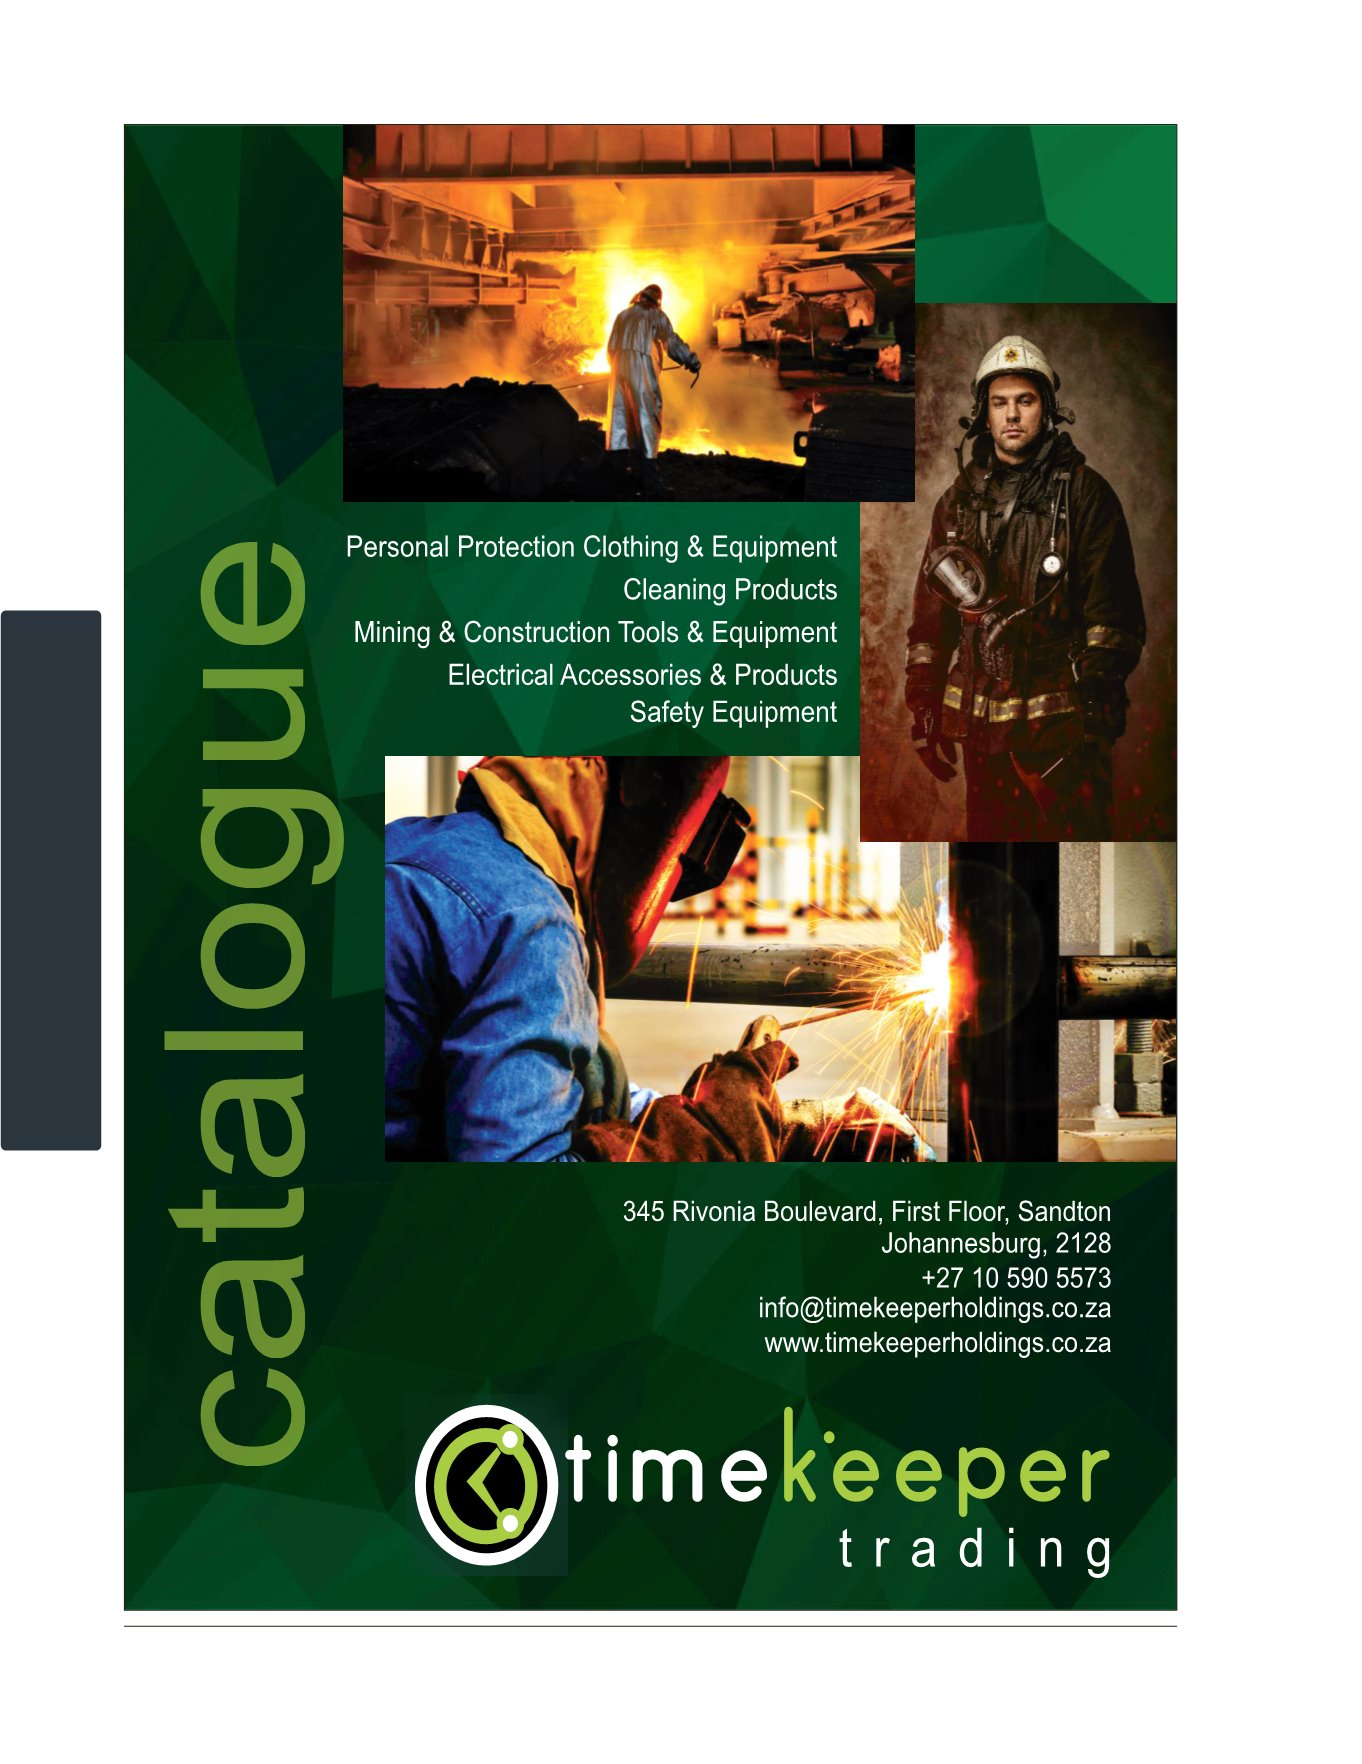 catalogue
Personal Protection Clothing & Equipment
Cleaning Products
Mining & Construction Tools & Equipment
Electrical Accessories & Products
Safety Equipment
345 Rivonia Boulevard, First Floor, Sandton
Johannesburg, 2128
+27 10 590 5573
info@timekeeperholdings.co.za
www.timekeeperholdings.co.za
timekeeper
trading